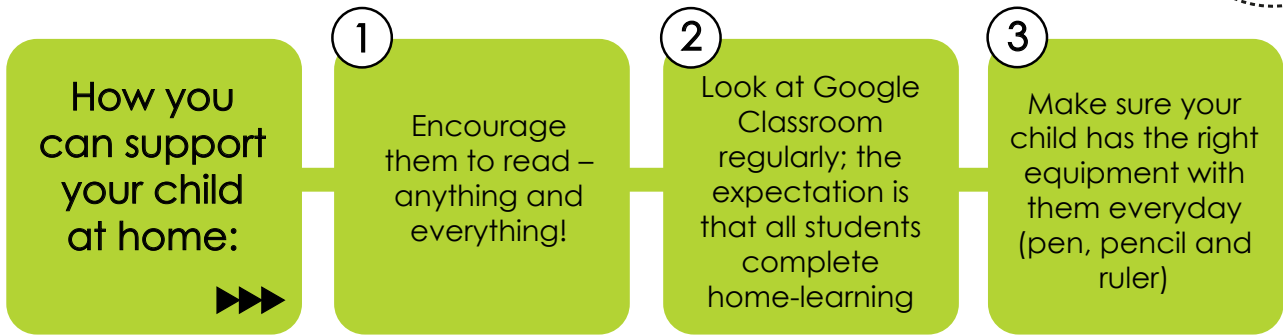 How you
can support
your child
at home:
1
Encourage
them to read –
anything and
everything!
2
Look at Google
Classroom
regularly; the
expectation is
that all students
complete
home-learning
3
Make sure your
child has the right
equipment with
them everyday
(pen, pencil and
ruler)